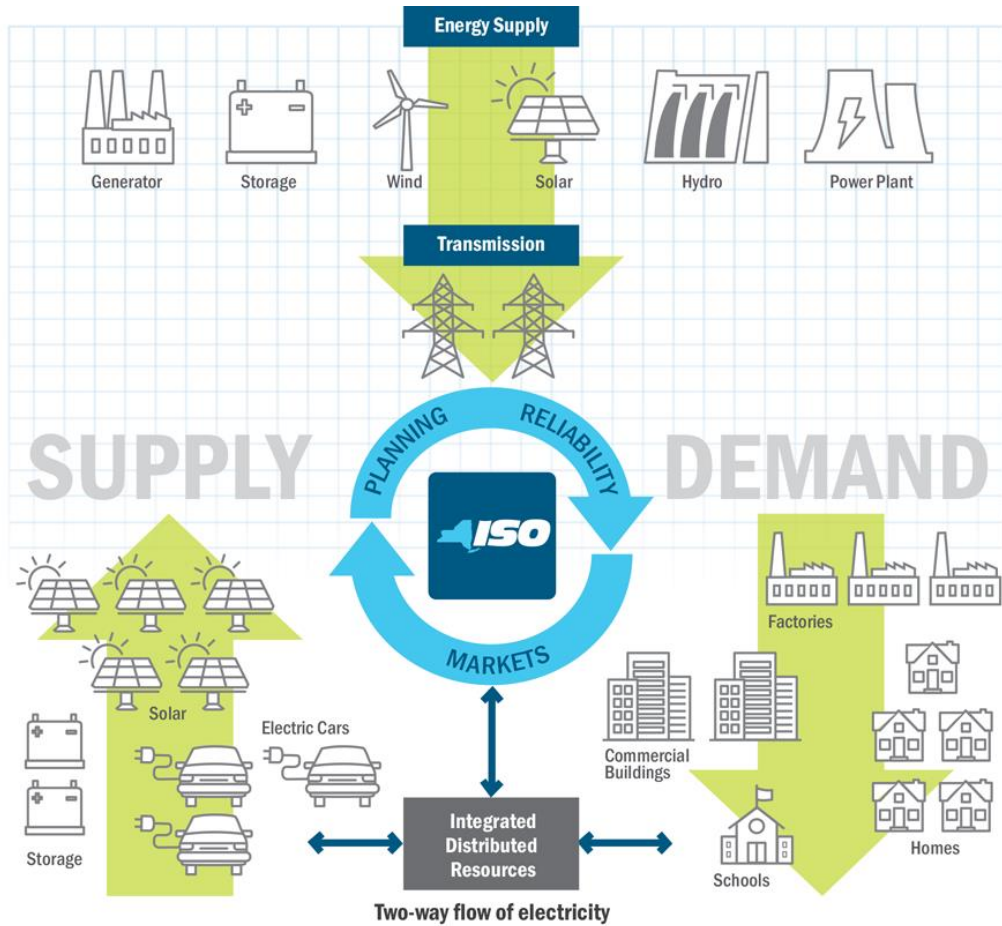 Energy Supply
Generator
Storage
Wind
Solar
Hydro
Power Plant
Transmission
PLANNING
RELIABILITY
SUPPLY
DEMAND
ISO
MARKETS
Factories
Solar
Electric Cars
Commercial
Buildings
Storage
Integrated
Distributed
Resources
Schools
Homes
Two-way flow of electricity